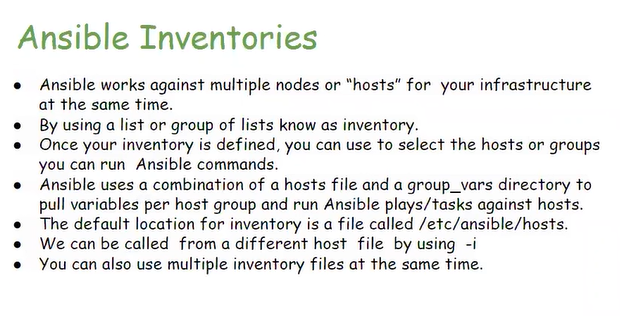 Ansible Inventories
● Ansible works against multiple nodes or “hosts” for your infrastructure
at the same time.
● By using a list or group of lists know as inventory.
● Once your inventory is defined, you can use to select the hosts or groups
you can run Ansible commands.
● Ansible uses a combination of a hosts file and a group_vars directory to
pull variables per host group and run Ansible plays/tasks against hosts.
● The default location for inventory is a file called /etc/ansible/hosts.
● We can be called from a different host file by using -i
● You can also use multiple inventory files at the same time.